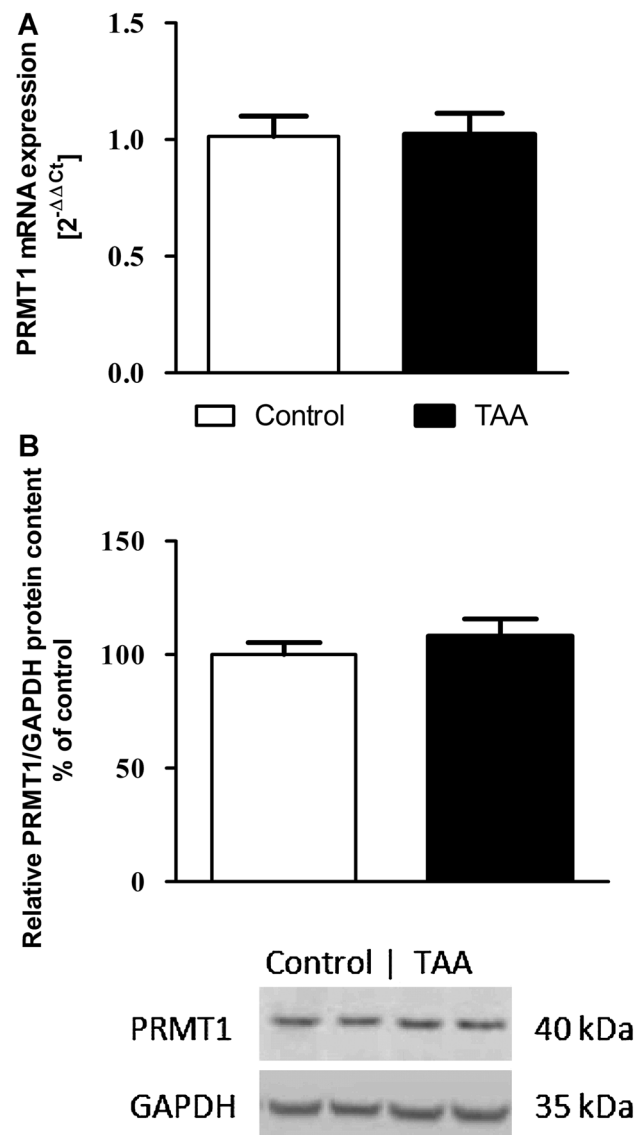 A
PRMT1 mRNA expression
[2^-ΔΔCt]
1.5
1.0
0.5
0.0
Control TAA
B
Relative PRMT1/GAPDH protein content
% of control
150
100
50
0
Control | TAA
PRMT1 40 kDa
GAPDH 35 kDa